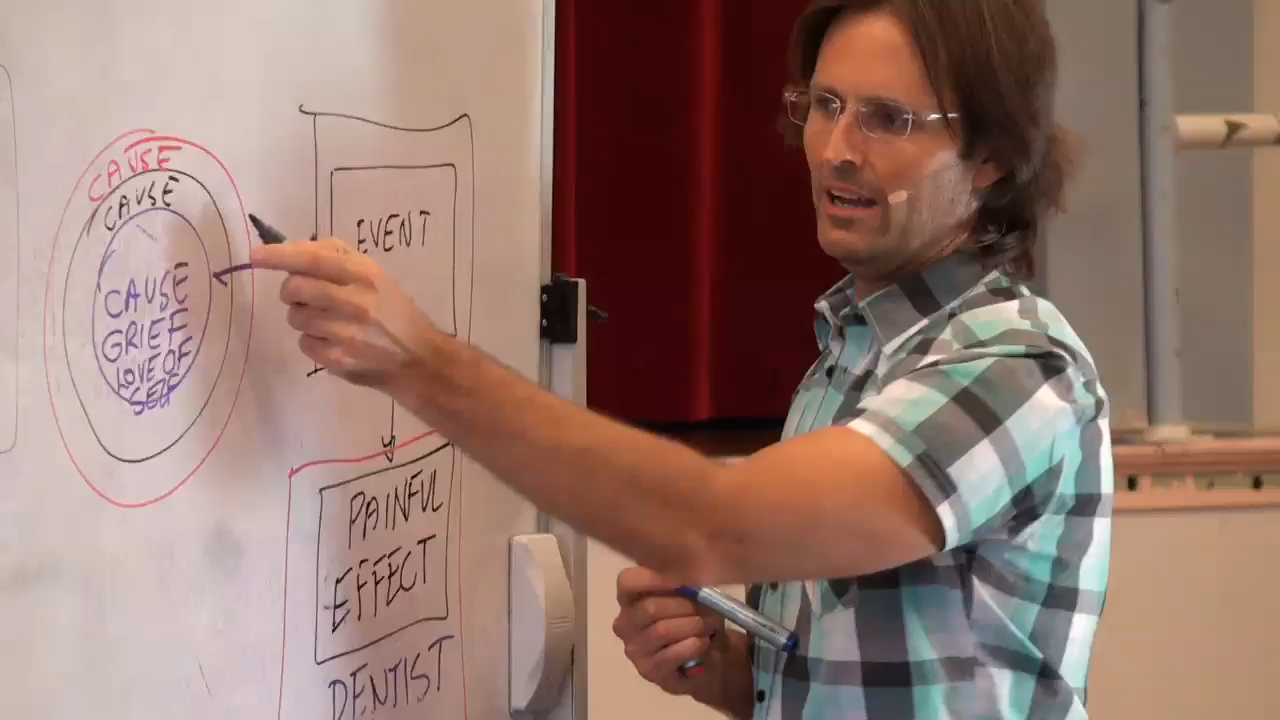 CAUSE
CAUSE
CAUSE
GRIEF
LOVE OF
SELF
EVENT
PAINFUL
EFFECT
DENTIST